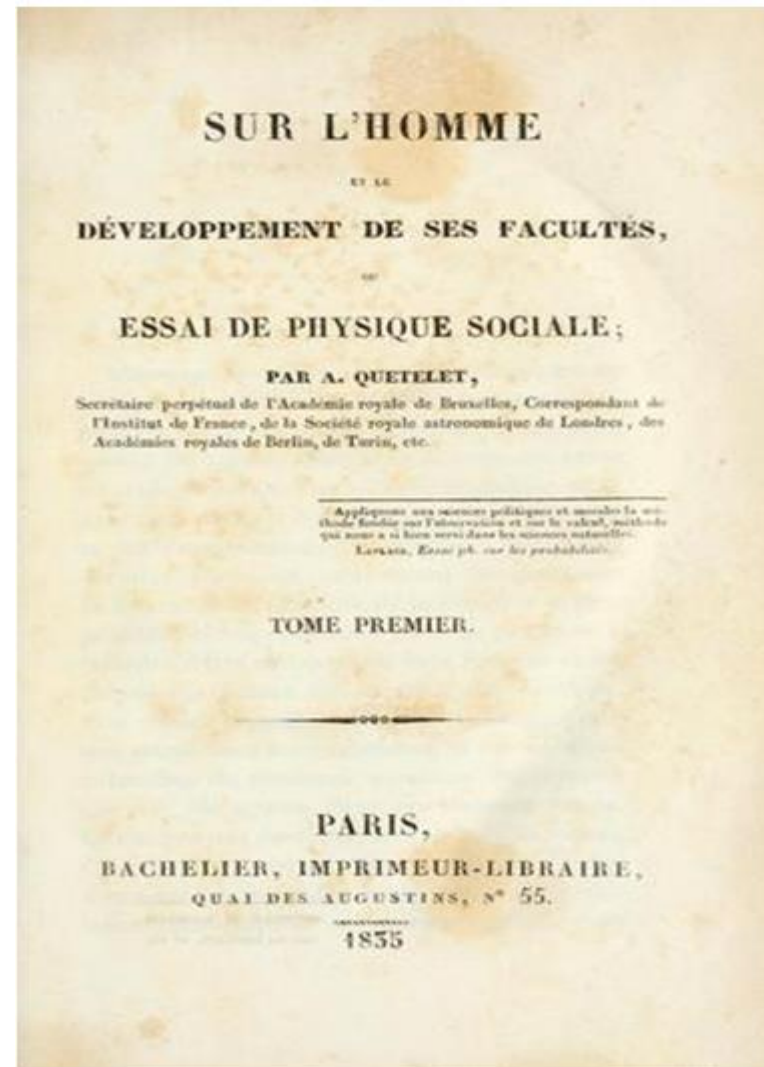 SUR L'HOMME
ET LE
DÉVELOPPEMENT DE SES FACULTÉS,
OU
ESSAI DE PHYSIQUE SOCIALE;
PAR A. QUETELET,
Secrétaire perpétuel de l'Académie royale de Bruxelles, Correspondant de
l'Institut de France, de la Société royale astronomique de Londres, des
Académies royales de Berlin, de Turin, etc.
Appliquons aux sciences politiques et morales la mé-
thode fondée sur l'observation et sur le calcul, méthode
qui nous a si bien servi dans les sciences naturelles.
LAPLACE, Essai ph. sur les probabilités.
TOME PREMIER.
PARIS,
BACHELIER, IMPRIMEUR-LIBRAIRE,
QUAI DES AUGUSTINS, N° 55.
1835